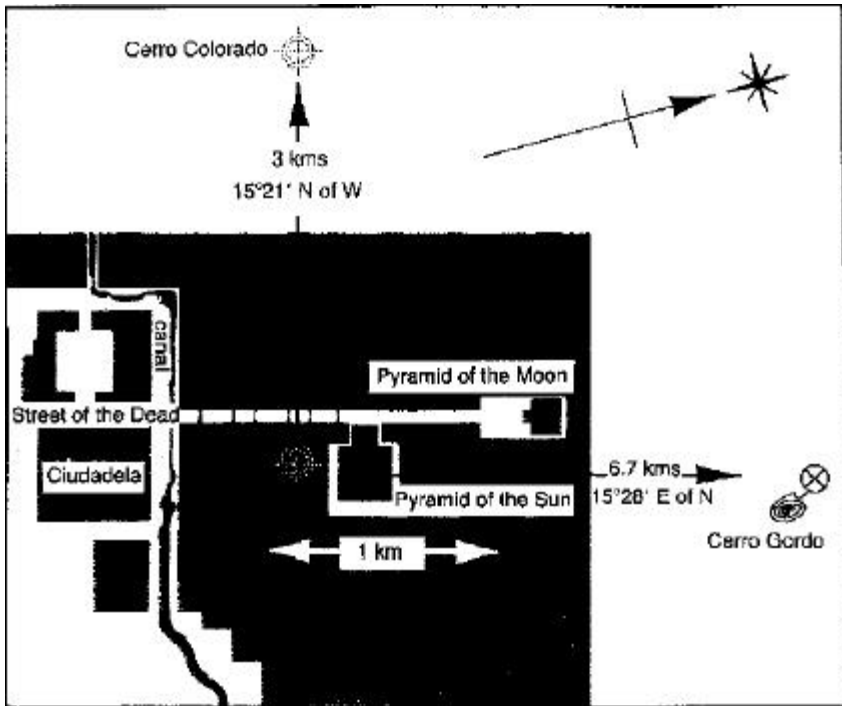 Cerro Colorado
3 kms
15°21' N of W
canal
Pyramid of the Moon
Street of the Dead
6.7 kms
Ciudadela
Pyramid of the Sun
15°28' E of N
1 km
Cerro Gordo